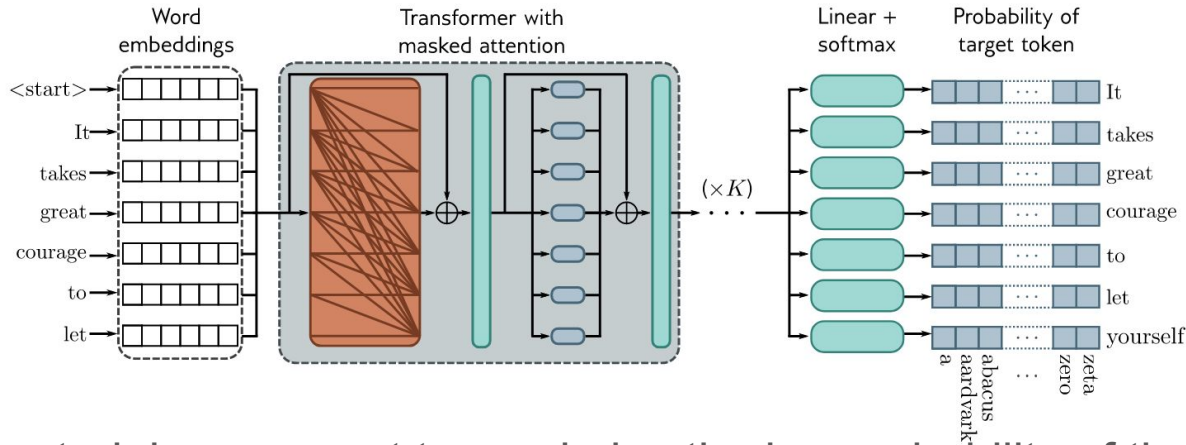 Word
embeddings
Transformer with
masked attention
Linear +
softmax
Probability of
target token
<start>
It
takes
great
courage
to
let
(×K)
· · · ·
It
takes
great
courage
to
let
yourself
...
...
...
...
...
...
...
a
aardvark
abacus
...
zero
zeta